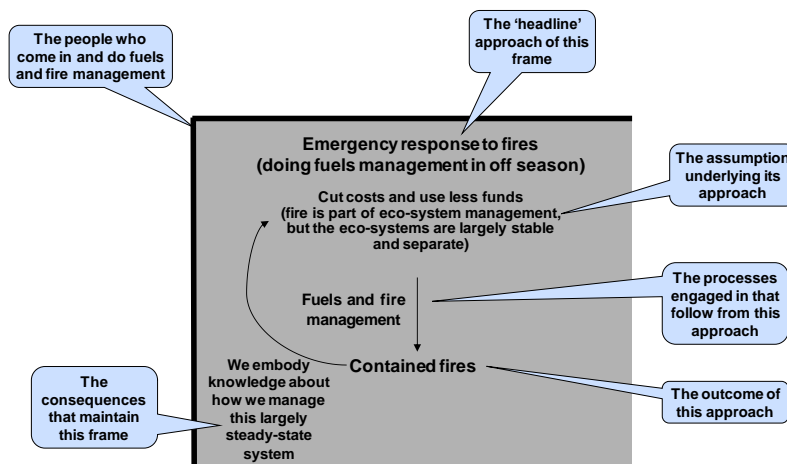 The people who
come in and do fuels
and fire management
The ‘headline’
approach of this
frame
Emergency response to fires
(doing fuels management in off season)
Cut costs and use less funds
(fire is part of eco-system management,
but the eco-systems are largely stable
and separate)
The assumption
underlying its
approach
Fuels and fire
management
The processes
engaged in that
follow from this
approach
Contained fires
We embody
knowledge about
how we manage
this largely
steady-state
system
The
consequences
that maintain
this frame
The outcome of
this approach